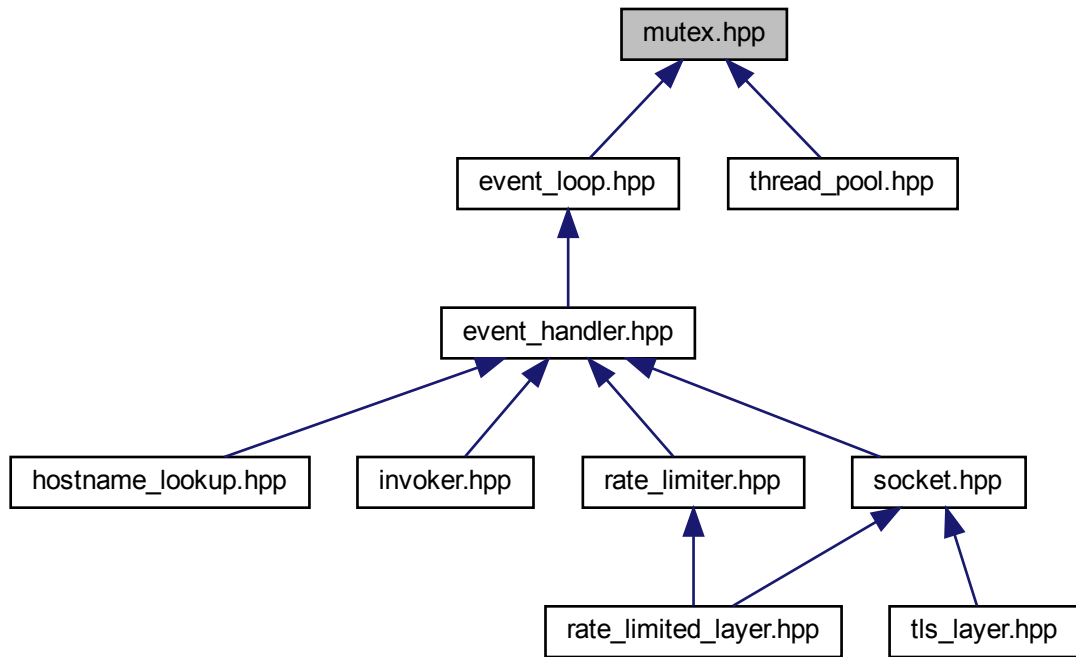 mutex.hpp
event_loop.hpp
thread_pool.hpp
event_handler.hpp
hostname_lookup.hpp
invoker.hpp
rate_limiter.hpp
socket.hpp
rate_limited_layer.hpp
tls_layer.hpp